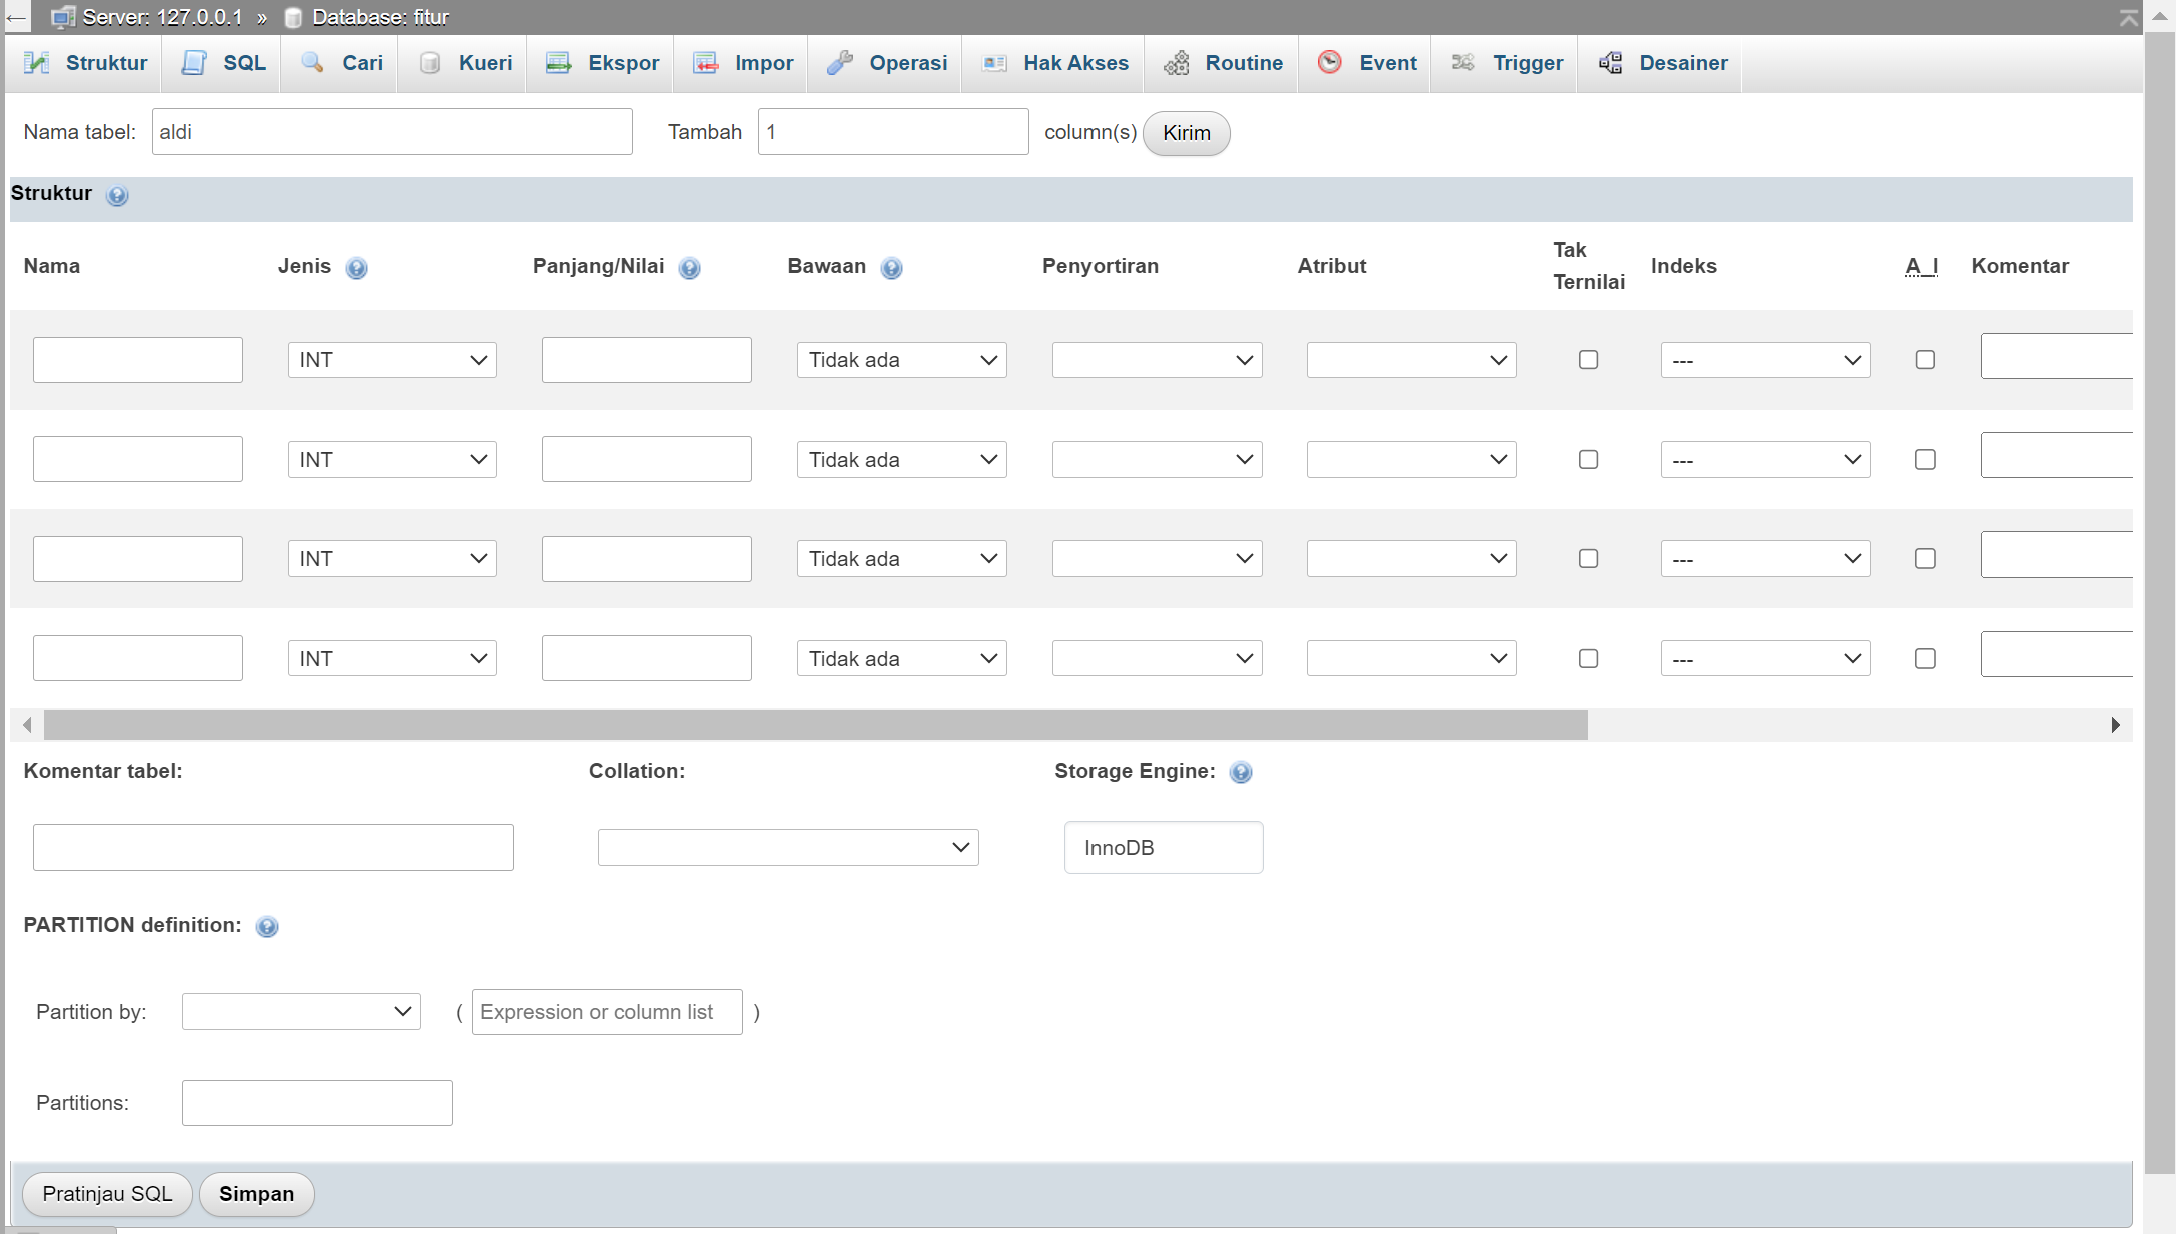 Server: 127.0.0.1 » Database: fitur
Struktur SQL Cari Kueri Ekspor Impor Operasi Hak Akses Routine Event Trigger Desainer
Nama tabel: aldi Tambah 1 column(s) Kirim
Struktur
Nama Jenis Panjang/Nilai Bawaan Penyortiran Atribut Tak Ternilai Indeks A_I Komentar
INT Tidak ada ---
INT Tidak ada ---
INT Tidak ada ---
INT Tidak ada ---
Komentar tabel: Collation: Storage Engine:
InnoDB
PARTITION definition:
Partition by: ( Expression or column list )
Partitions:
Pratinjau SQL Simpan